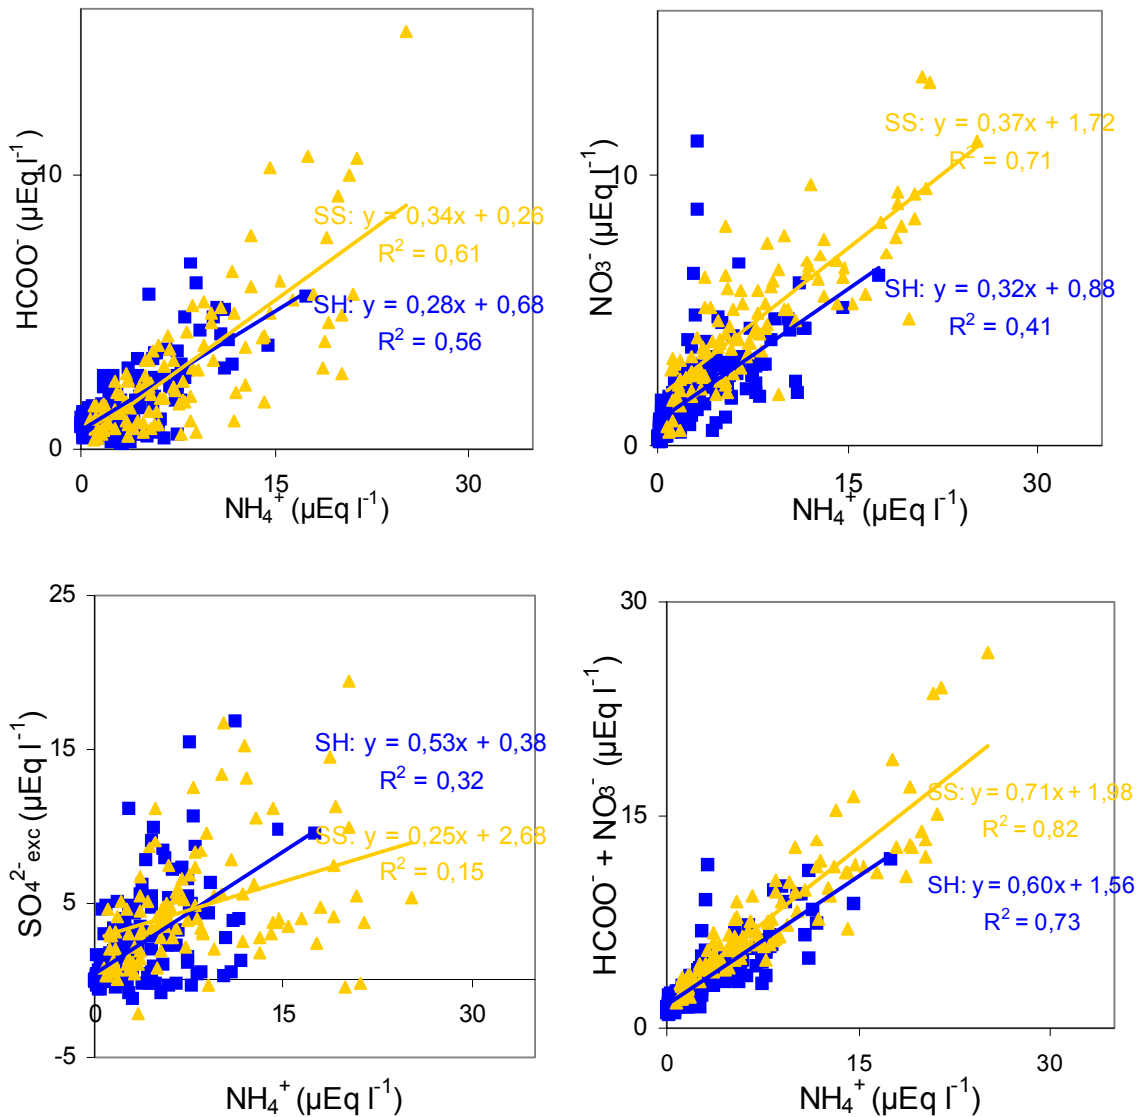 HCOO⁻ (µEq l⁻¹)
10
0
SS: y = 0,34x + 0,26
R² = 0,61
SH: y = 0,28x + 0,68
R² = 0,56
0 15 30
NH₄⁺ (µEq l⁻¹)
NO₃⁻ (µEq l⁻¹)
10
0
SS: y = 0,37x + 1,72
R² = 0,71
SH: y = 0,32x + 0,88
R² = 0,41
0 15 30
NH₄⁺ (µEq l⁻¹)
SO₄²⁻exc (µEq l⁻¹)
25
15
5
-5
SH: y = 0,53x + 0,38
R² = 0,32
SS: y = 0,25x + 2,68
R² = 0,15
0 15 30
NH₄⁺ (µEq l⁻¹)
HCOO⁻ + NO₃⁻ (µEq l⁻¹)
30
15
0
SS: y = 0,71x + 1,98
R² = 0,82
SH: y = 0,60x + 1,56
R² = 0,73
0 15 30
NH₄⁺ (µEq l⁻¹)